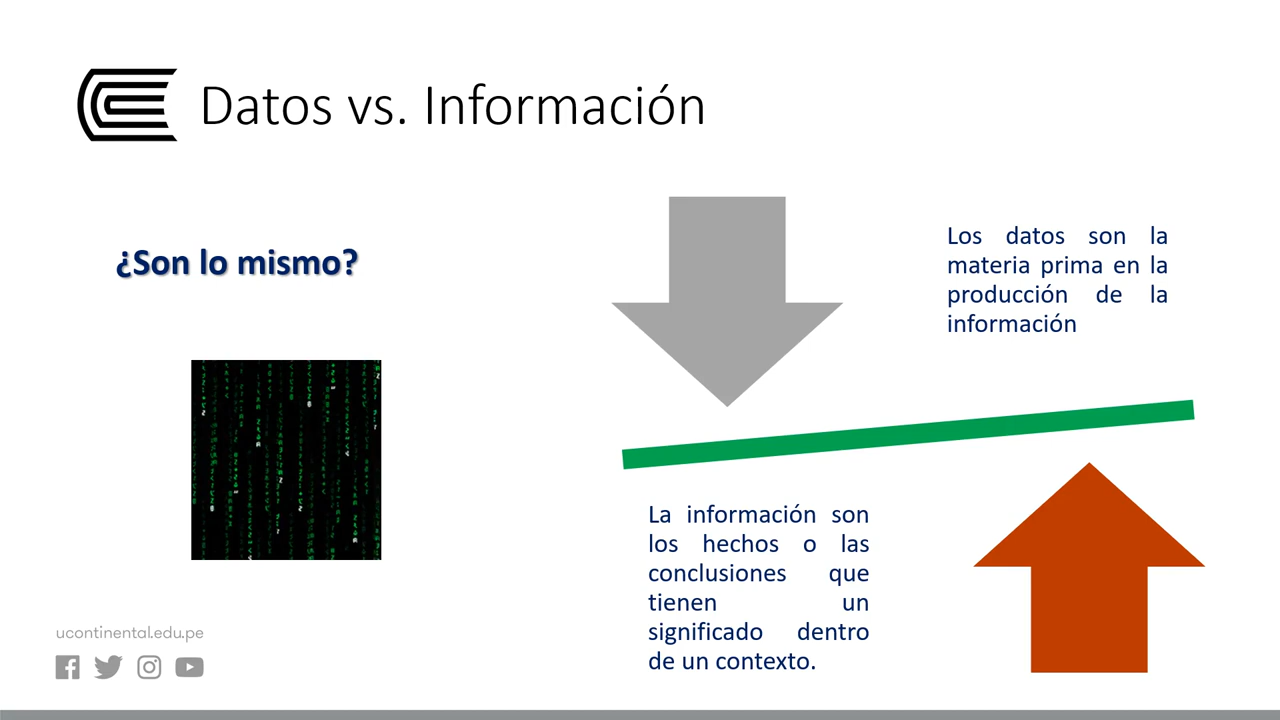 Datos vs. Información
¿Son lo mismo?
Los datos son la
materia prima en la
producción de la
información
La información son
los hechos o las
conclusiones que
tienen un
significado dentro
de un contexto.
ucontinental.edu.pe